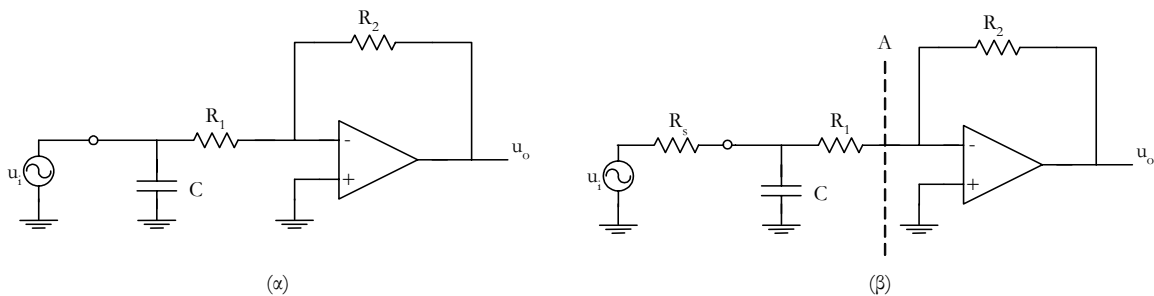 R₂
R₁
-
+
uᵢ
C
uₒ
(α)
A
R₂
Rₛ
R₁
-
+
uᵢ
C
uₒ
(β)